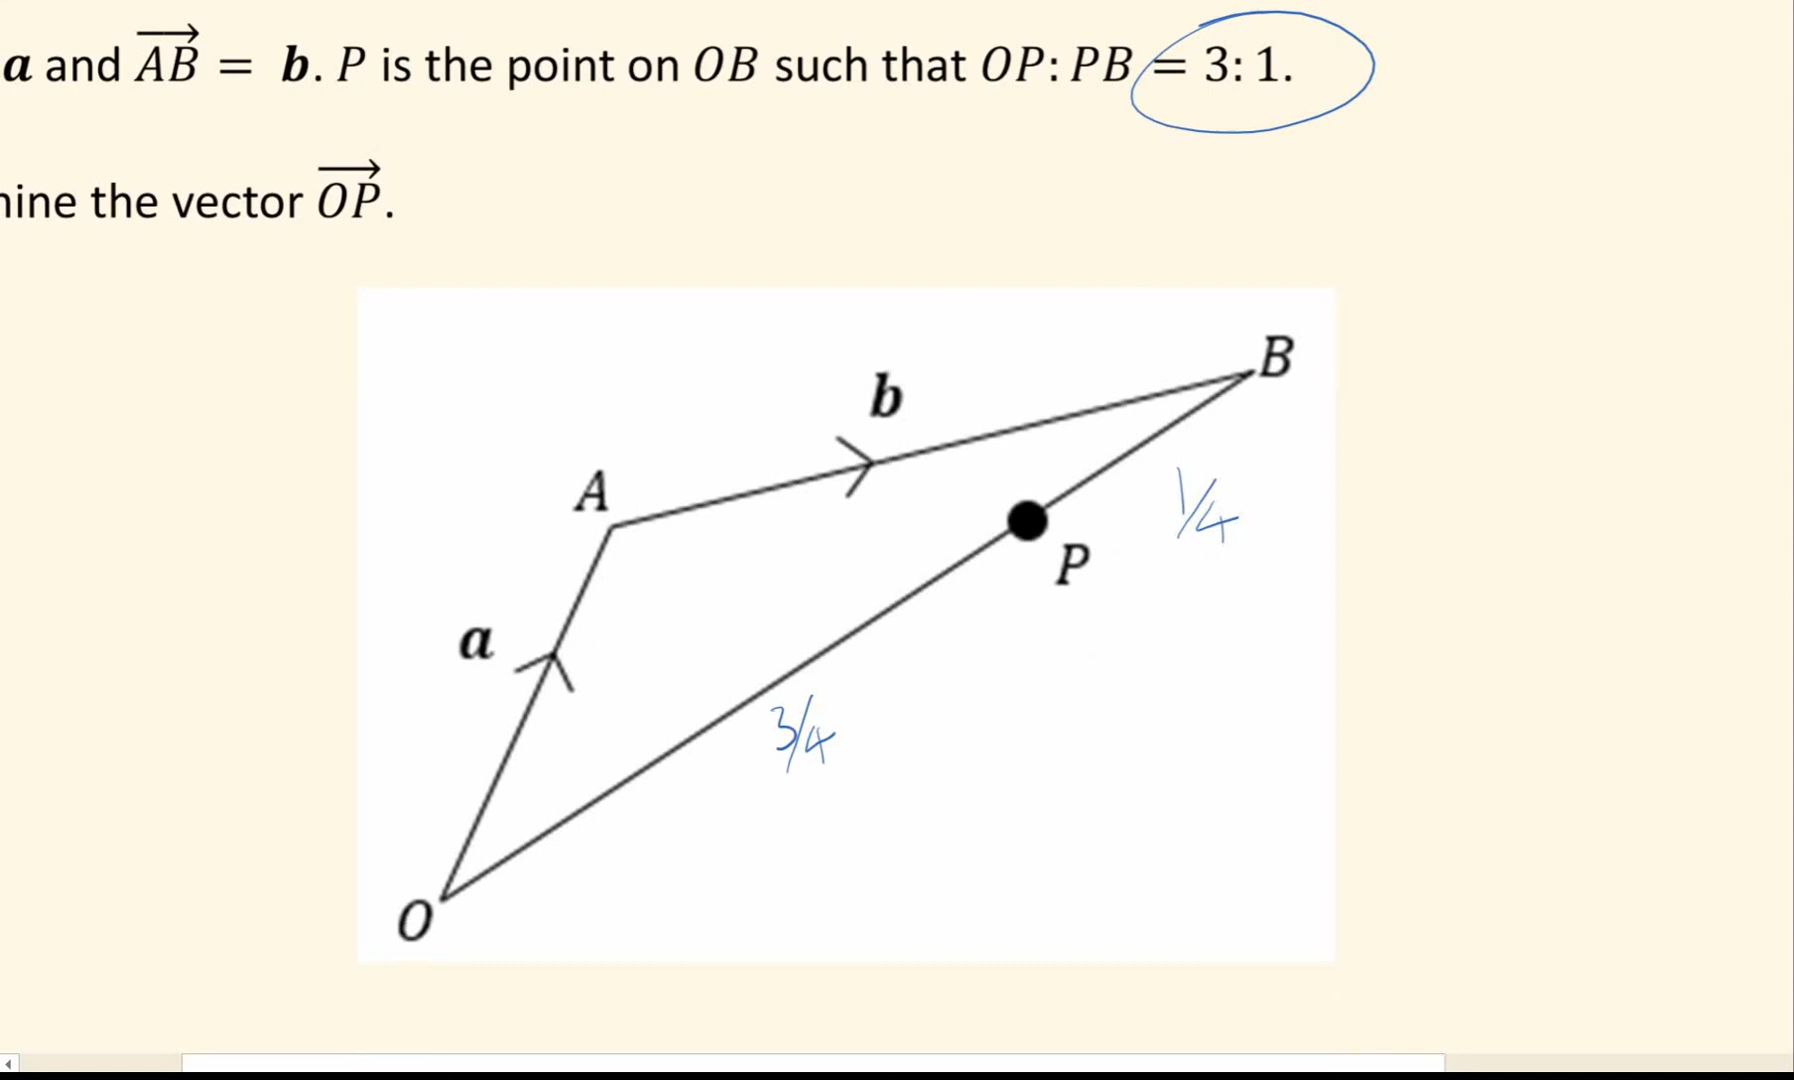 a and AB = b. P is the point on OB such that OP: PB = 3: 1.
nine the vector OP.
B
b
A
1/4
P
a
3/4
O